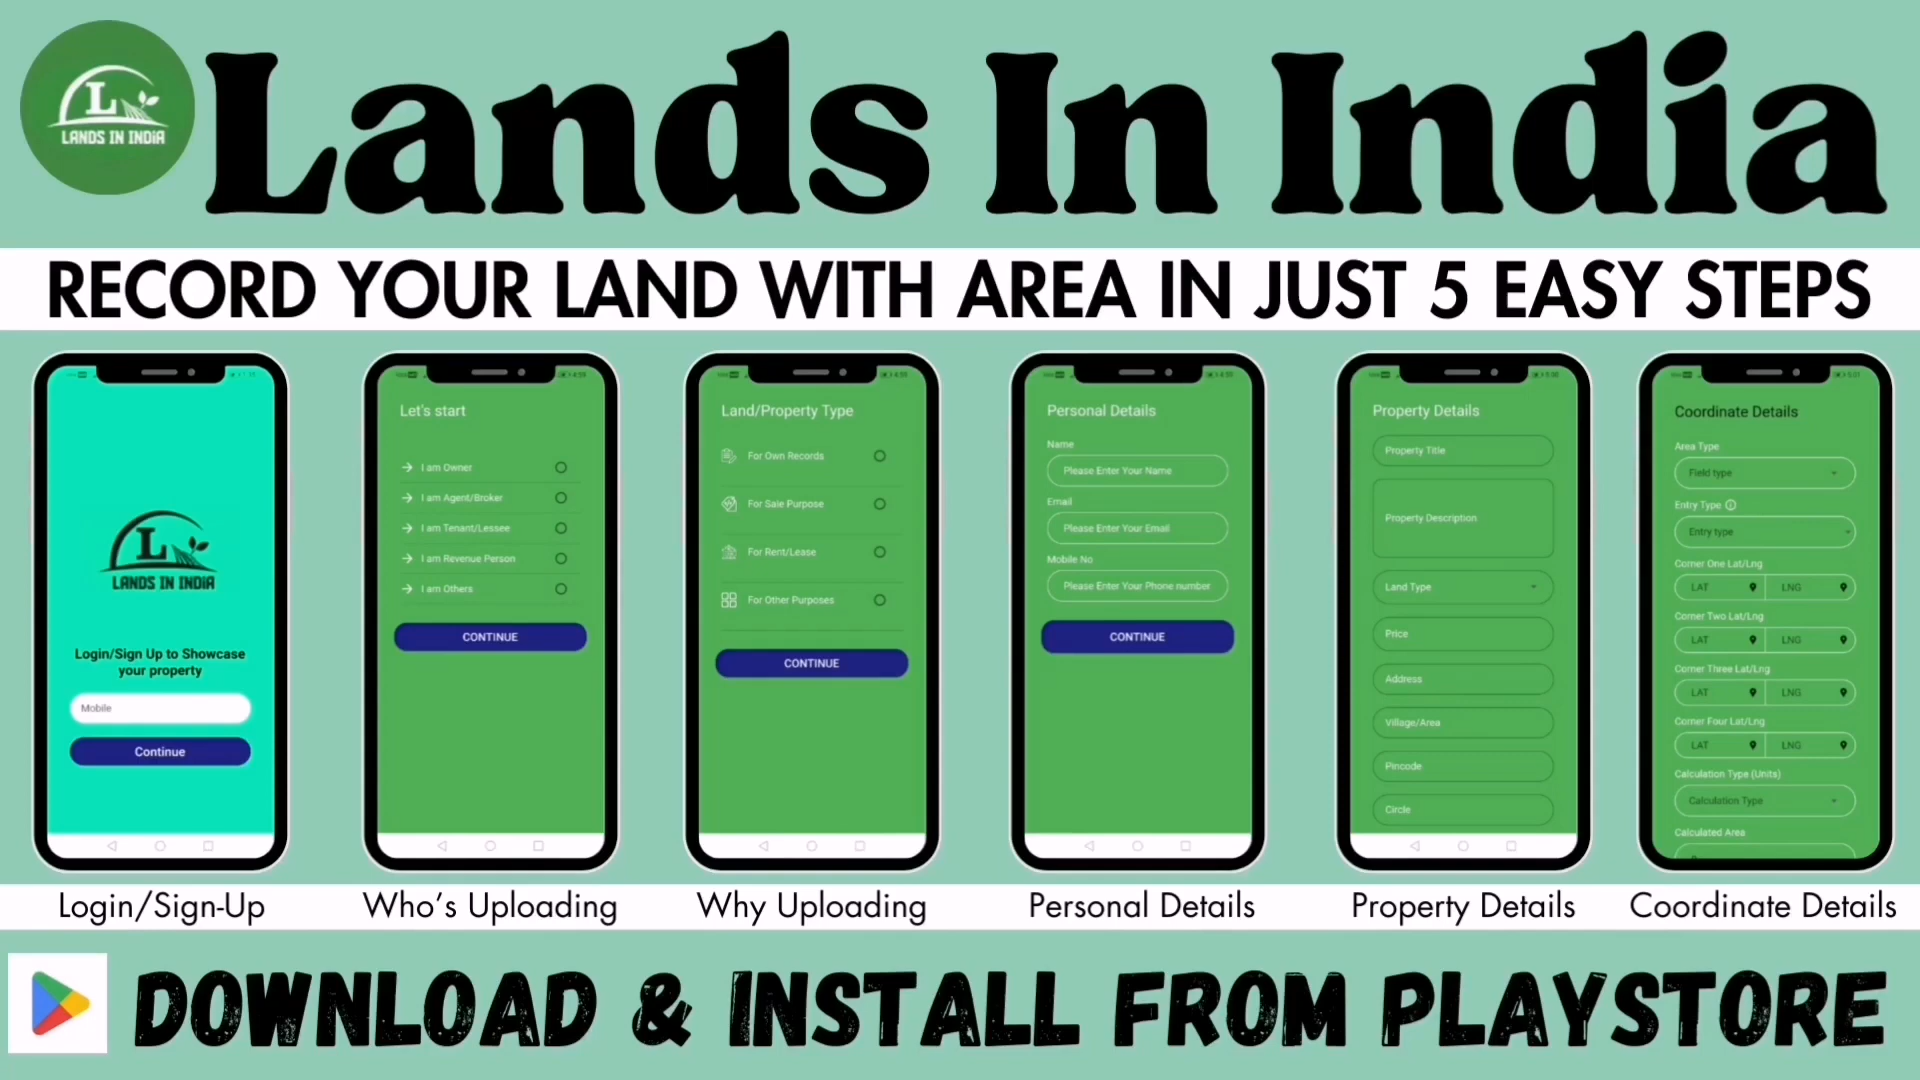 L
LANDS IN INDIA
Lands In India
RECORD YOUR LAND WITH AREA IN JUST 5 EASY STEPS
L
LANDS IN INDIA
Login/Sign Up to Showcase
your property
Mobile
Continue
Let's start
I am Owner
I am Agent/Broker
I am Tenant/Lessee
I am Revenue Person
I am Others
CONTINUE
Land/Property Type
For Own Records
For Sale Purpose
For Rent/Lease
For Other Purposes
CONTINUE
Personal Details
Name
Please Enter Your Name
Email
Please Enter Your Email
Mobile No
Please Enter Your Phone number
CONTINUE
Property Details
Property Title
Property Description
Land Type
Price
Address
Village/Area
Pincode
Circle
Coordinate Details
Area Type
Field type
Entry Type
Entry type
Corner One Lat/Lng
LAT LNG
Corner Two Lat/Lng
LAT LNG
Corner Three Lat/Lng
LAT LNG
Corner Four Lat/Lng
LAT LNG
Calculation Type (Units)
Calculation Type
Calculated Area
Login/Sign-Up
Who's Uploading
Why Uploading
Personal Details
Property Details
Coordinate Details
DOWNLOAD & INSTALL FROM PLAYSTORE